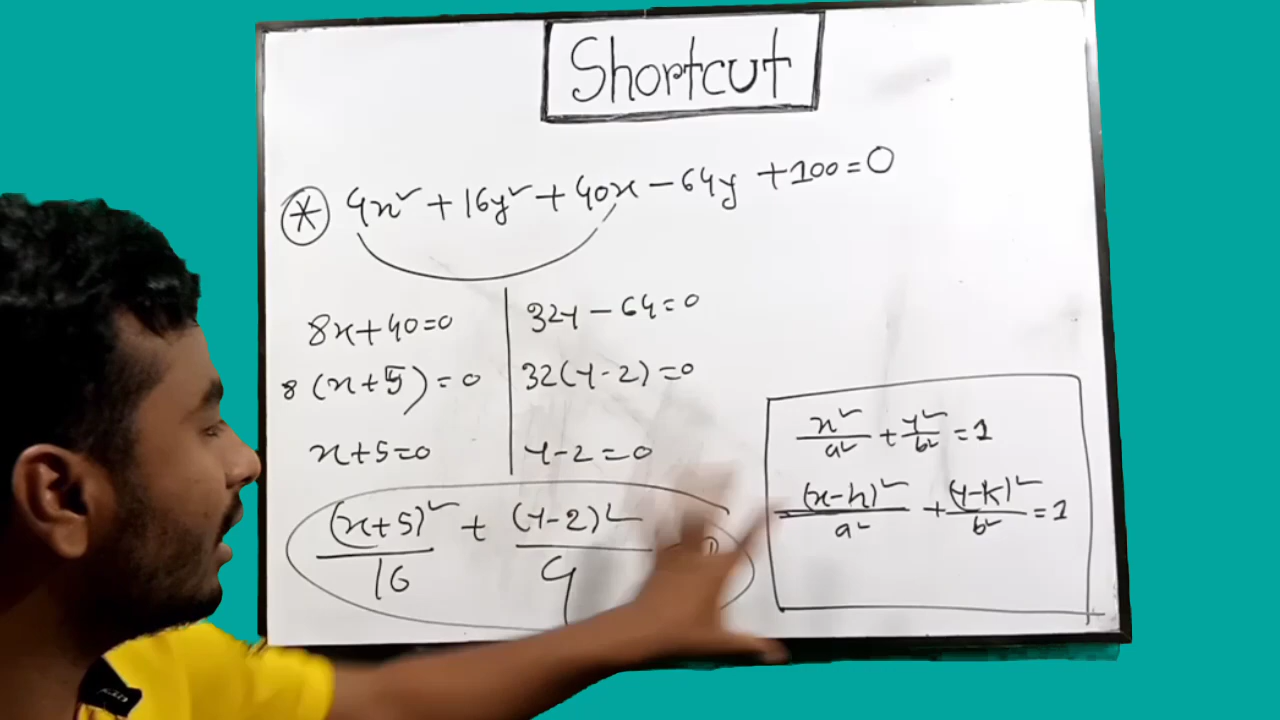 Shortcut
* 4x² + 16y² + 40x - 64y + 100 = 0
8x + 40 = 0
8 (x + 5) = 0
x + 5 = 0
32y - 64 = 0
32(y - 2) = 0
y - 2 = 0
(x + 5)² / 16 + (y - 2)² / 4
x² / a² + y² / b² = 1
(x - h)² / a² + (y - k)² / b² = 1